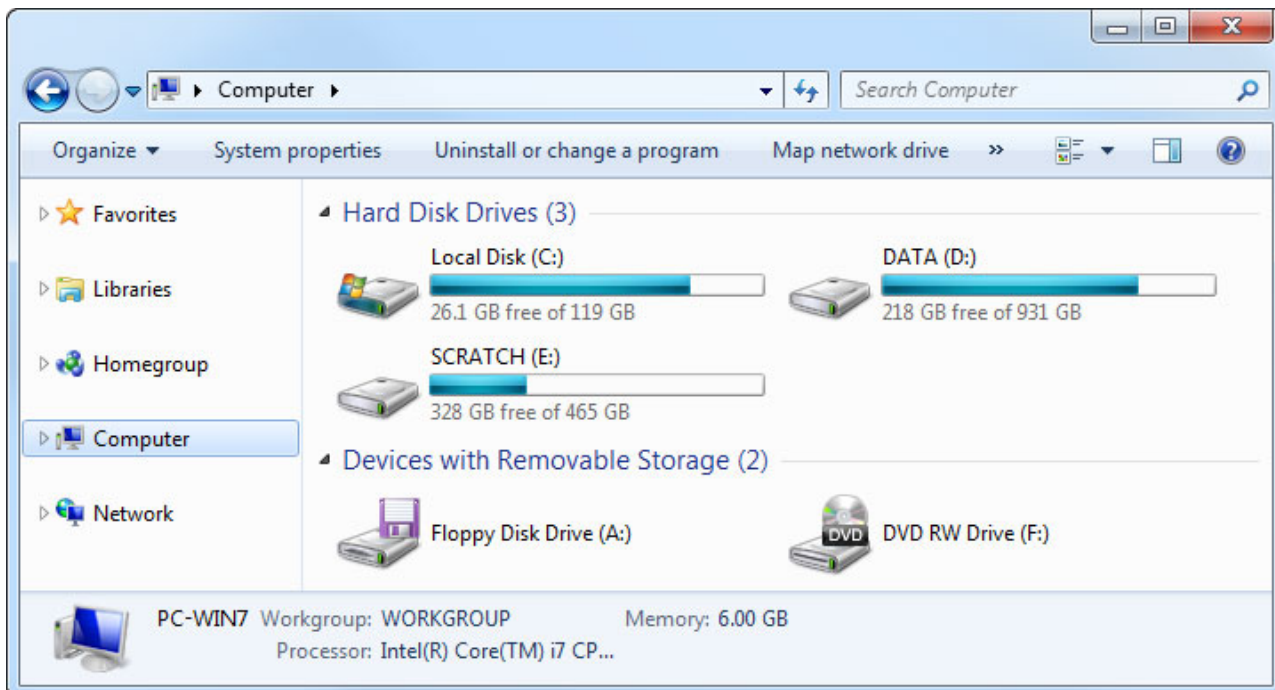 Computer
Search Computer
Organize System properties Uninstall or change a program Map network drive »
Favorites
Libraries
Homegroup
Computer
Network
Hard Disk Drives (3)
Local Disk (C:)
26.1 GB free of 119 GB
DATA (D:)
218 GB free of 931 GB
SCRATCH (E:)
328 GB free of 465 GB
Devices with Removable Storage (2)
Floppy Disk Drive (A:)
DVD
DVD RW Drive (F:)
PC-WIN7 Workgroup: WORKGROUP Memory: 6.00 GB
Processor: Intel(R) Core(TM) i7 CP...